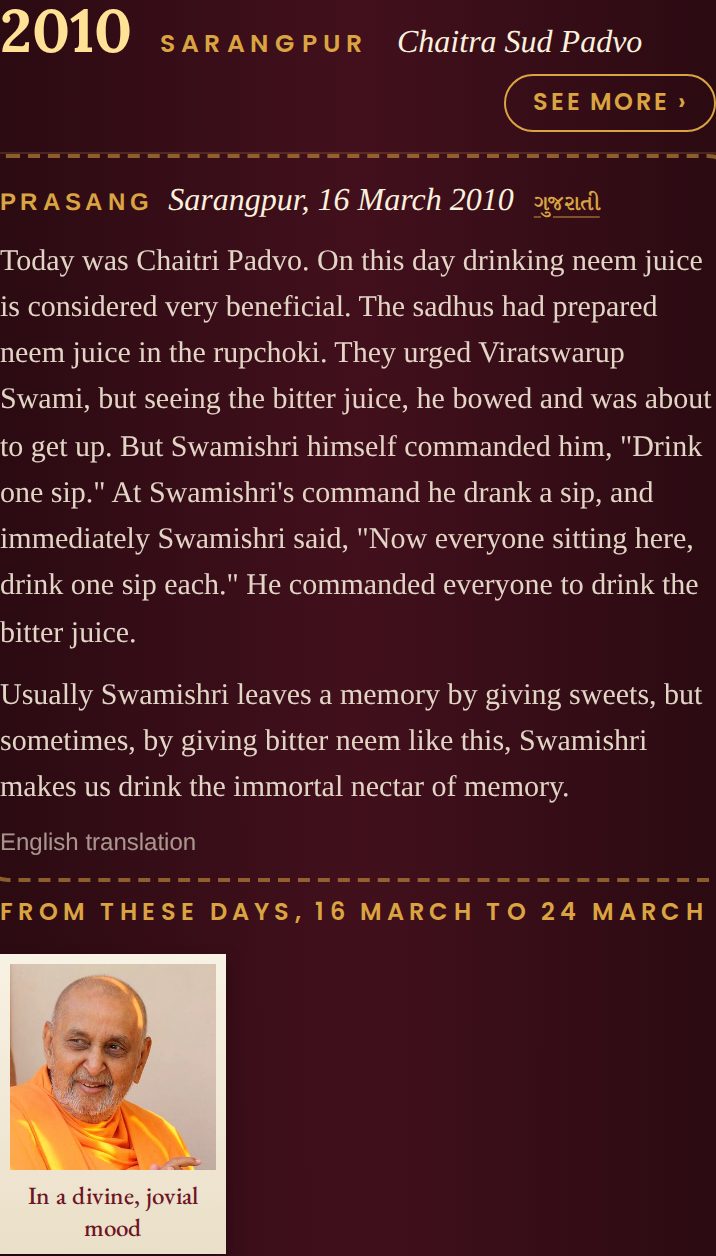 2010 SARANGPUR Chaitra Sud Padvo
SEE MORE ›
PRASANG Sarangpur, 16 March 2010 ગુજરાતી
Today was Chaitri Padvo. On this day drinking neem juice
is considered very beneficial. The sadhus had prepared
neem juice in the rupchoki. They urged Viratswarup
Swami, but seeing the bitter juice, he bowed and was about
to get up. But Swamishri himself commanded him, "Drink
one sip." At Swamishri's command he drank a sip, and
immediately Swamishri said, "Now everyone sitting here,
drink one sip each." He commanded everyone to drink the
bitter juice.
Usually Swamishri leaves a memory by giving sweets, but
sometimes, by giving bitter neem like this, Swamishri
makes us drink the immortal nectar of memory.
English translation
FROM THESE DAYS, 16 MARCH TO 24 MARCH
In a divine, jovial
mood